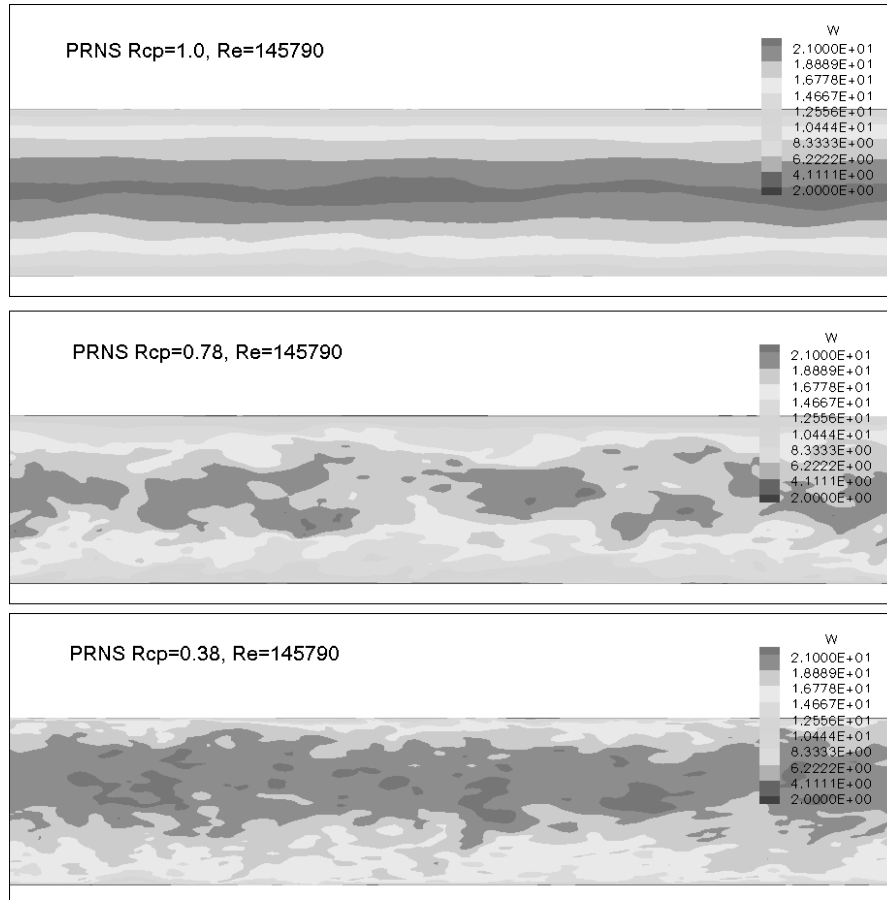 PRNS Rcp=1.0, Re=145790
W
2.1000E+01
1.8889E+01
1.6778E+01
1.4667E+01
1.2556E+01
1.0444E+01
8.3333E+00
6.2222E+00
4.1111E+00
2.0000E+00
PRNS Rcp=0.78, Re=145790
W
2.1000E+01
1.8889E+01
1.6778E+01
1.4667E+01
1.2556E+01
1.0444E+01
8.3333E+00
6.2222E+00
4.1111E+00
2.0000E+00
PRNS Rcp=0.38, Re=145790
W
2.1000E+01
1.8889E+01
1.6778E+01
1.4667E+01
1.2556E+01
1.0444E+01
8.3333E+00
6.2222E+00
4.1111E+00
2.0000E+00